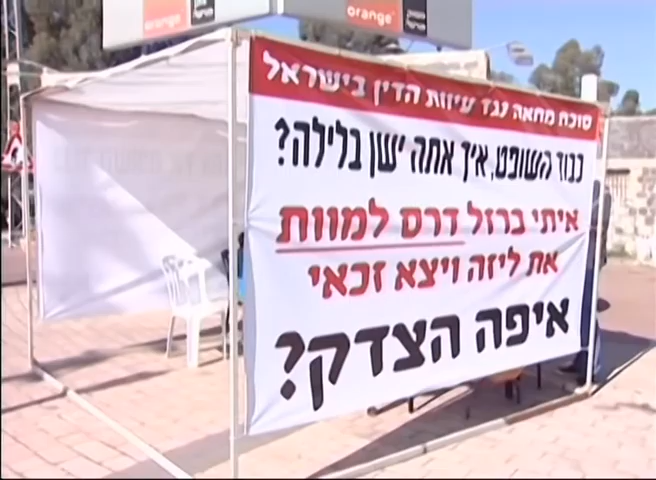 orange
orange
סוכת מחאה נגד עיוות הדין בישראל
כבוד השופט, איך אתה ישן בלילה?
איתי ברזל דרס למוות
את ליזה ויצא זכאי
איפה הצדק?